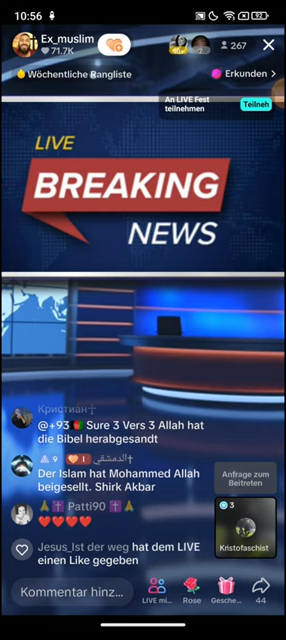 10:56
92
Ex_muslim
71.7K
267
Wöchentliche Rangliste
Erkunden >
An LIVE Fest
teilnehmen
Teilneh
LIVE
BREAKING
NEWS
Кристиан✝
@+93🇦🇫 Sure 3 Vers 3 Allah hat
die Bibel herabgesandt
9
1
الدمشقي
Der Islam hat Mohammed Allah
beigesellt. Shirk Akbar
Anfrage zum
Beitreten
🙏✝️Patti90✝️🙏
❤️❤️❤️❤️
3
Kristofaschist
Jesus_Ist der weg hat dem LIVE
einen Like gegeben
Kommentar hinz...
LIVE mi...
Rose
Gesche...
44